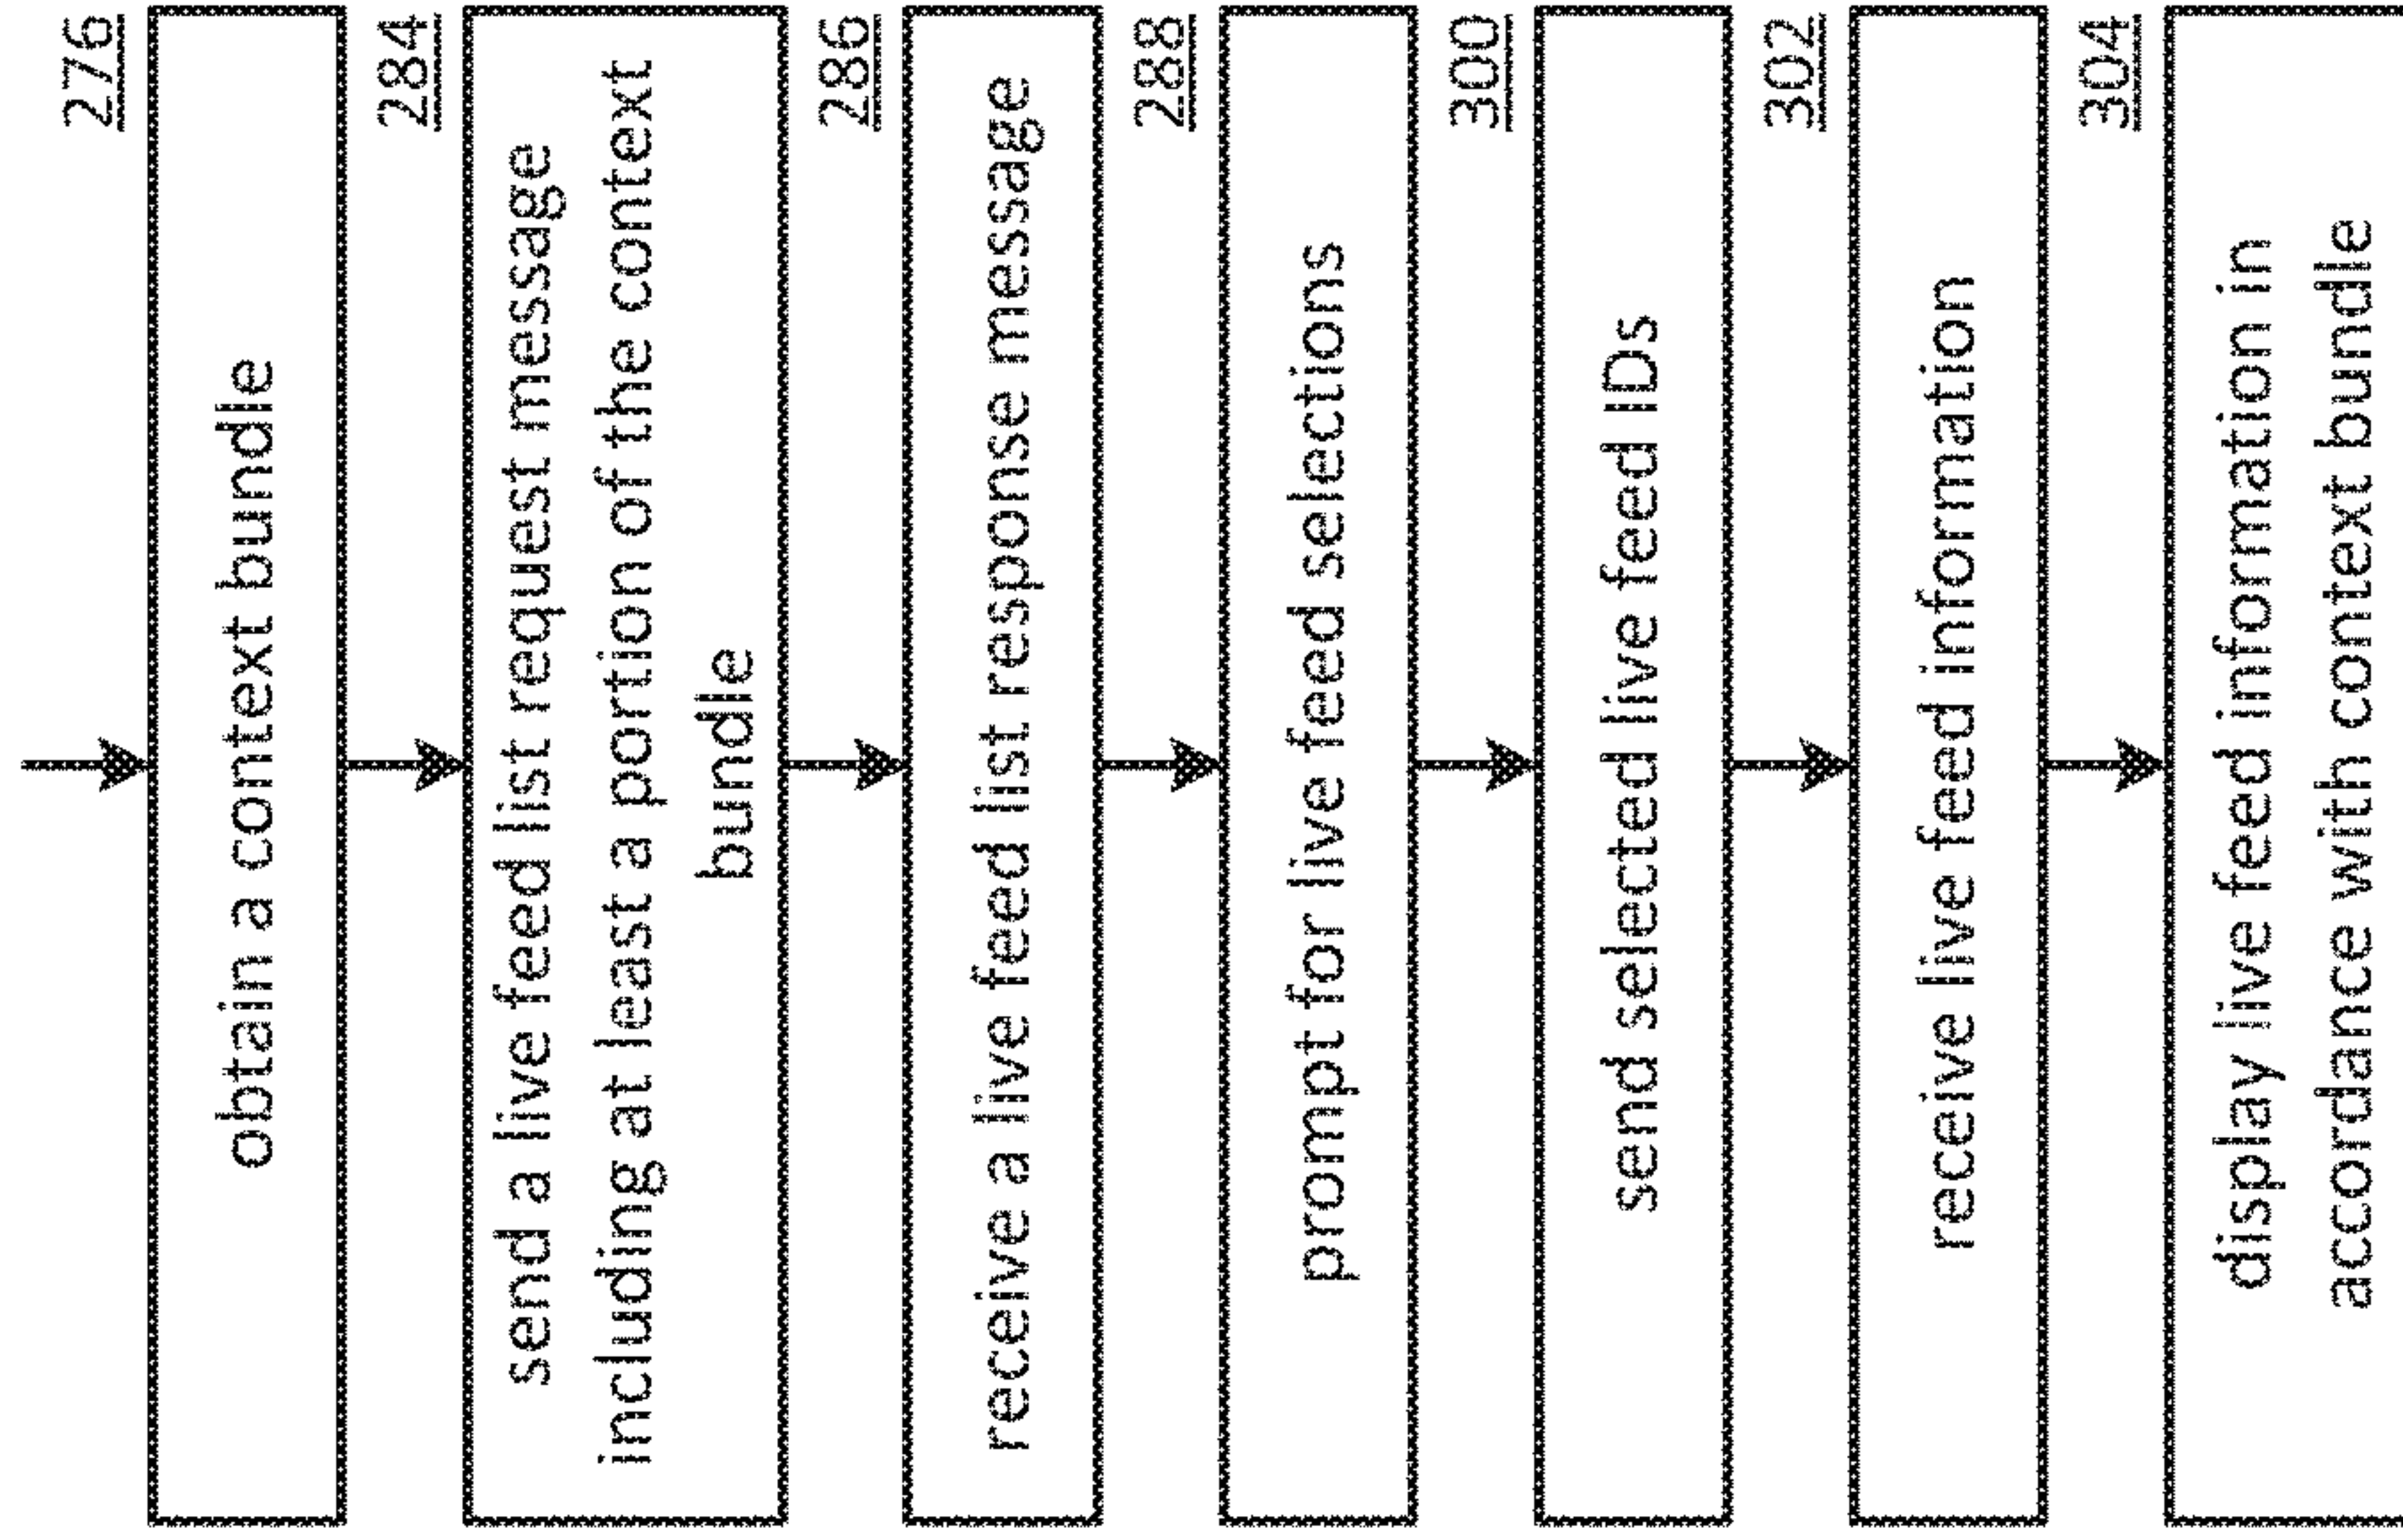 276
obtain a context bundle
284
send a live feed list request message
including at least a portion of the context
bundle
286
receive a live feed list response message
288
prompt for live feed selections
300
send selected live feed IDs
302
receive live feed information
304
display live feed information in
accordance with context bundle